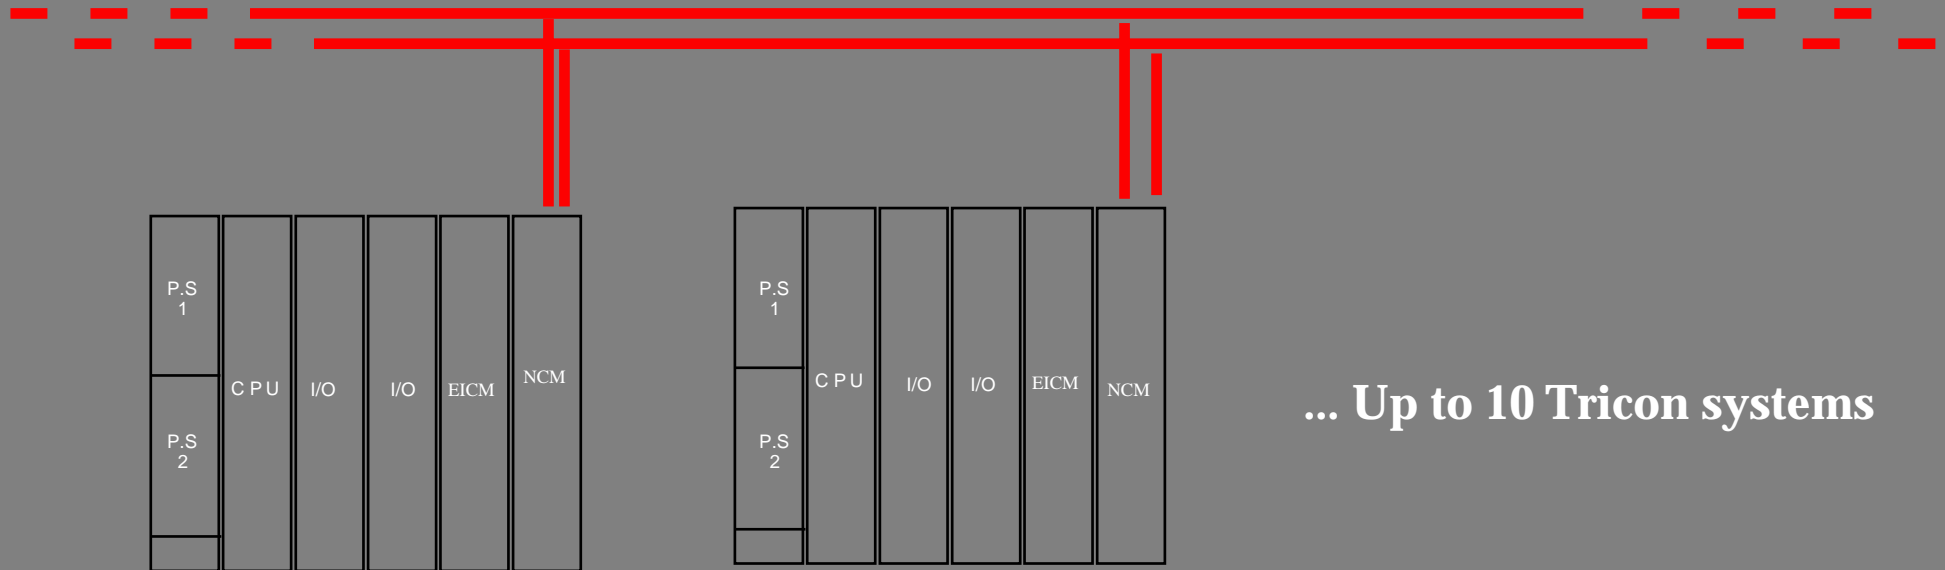 P.S
1
P.S
2
C P U
I/O
I/O
EICM
NCM
P.S
1
P.S
2
C P U
I/O
I/O
EICM
NCM
... Up to 10 Tricon systems